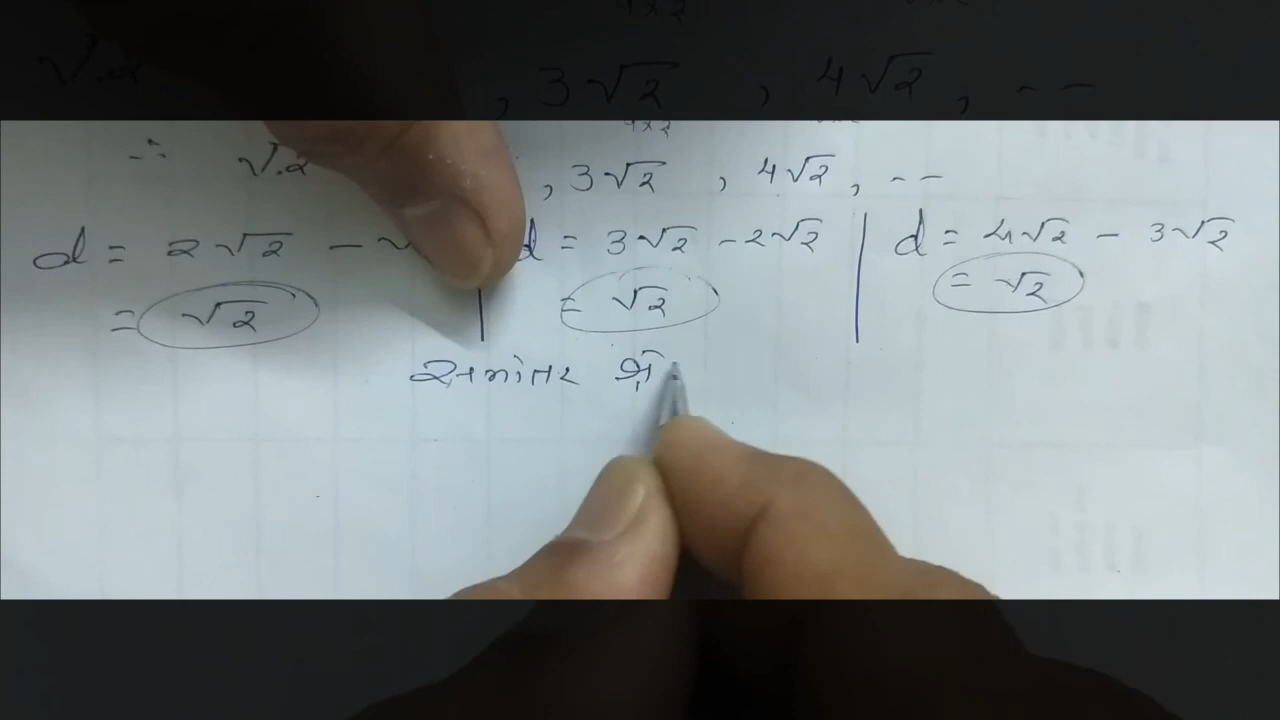 ∴ √2 , 3√2 , 4√2 , --
d = 2√2 - √ | d = 3√2 - 2√2 | d = 4√2 - 3√2
= √2 | = √2 | = √2
સમાંતર